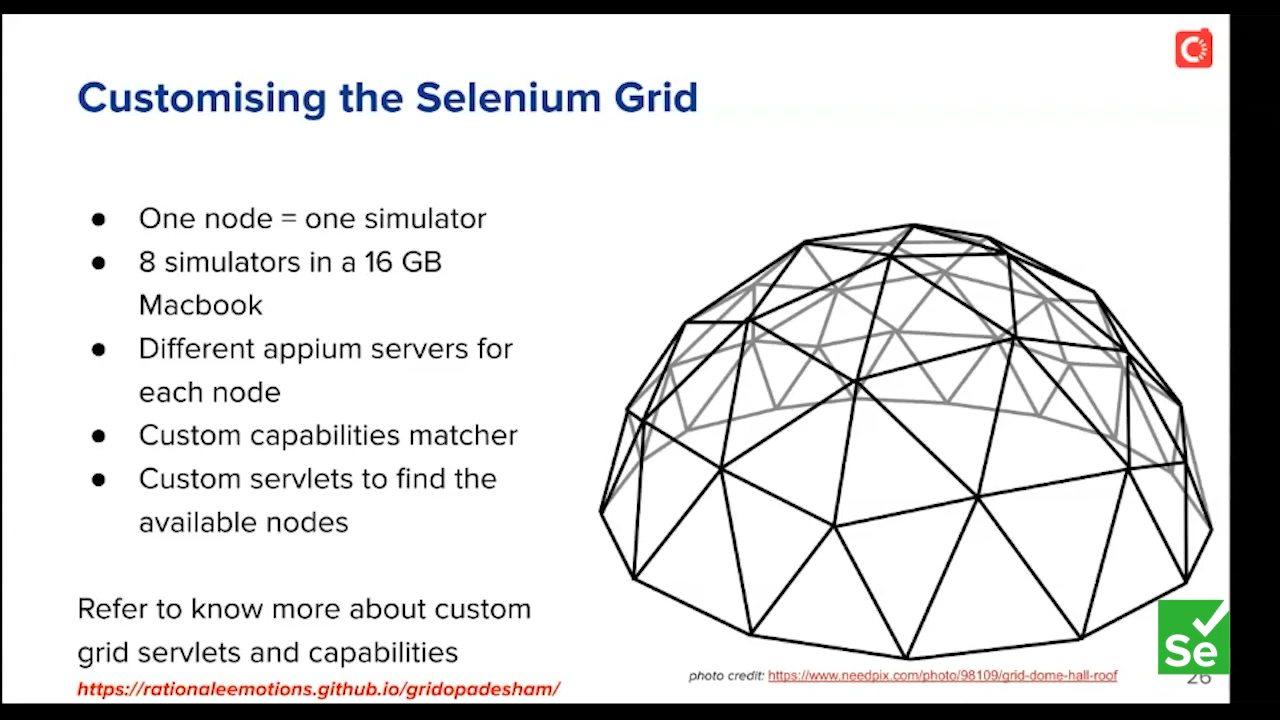 Customising the Selenium Grid
● One node = one simulator
● 8 simulators in a 16 GB
Macbook
● Different appium servers for
each node
● Custom capabilities matcher
● Custom servlets to find the
available nodes
Refer to know more about custom
grid servlets and capabilities
https://rationaleemotions.github.io/gridopadesham/
photo credit: https://www.needpix.com/photo/98109/grid-dome-hall-roof
Se
26